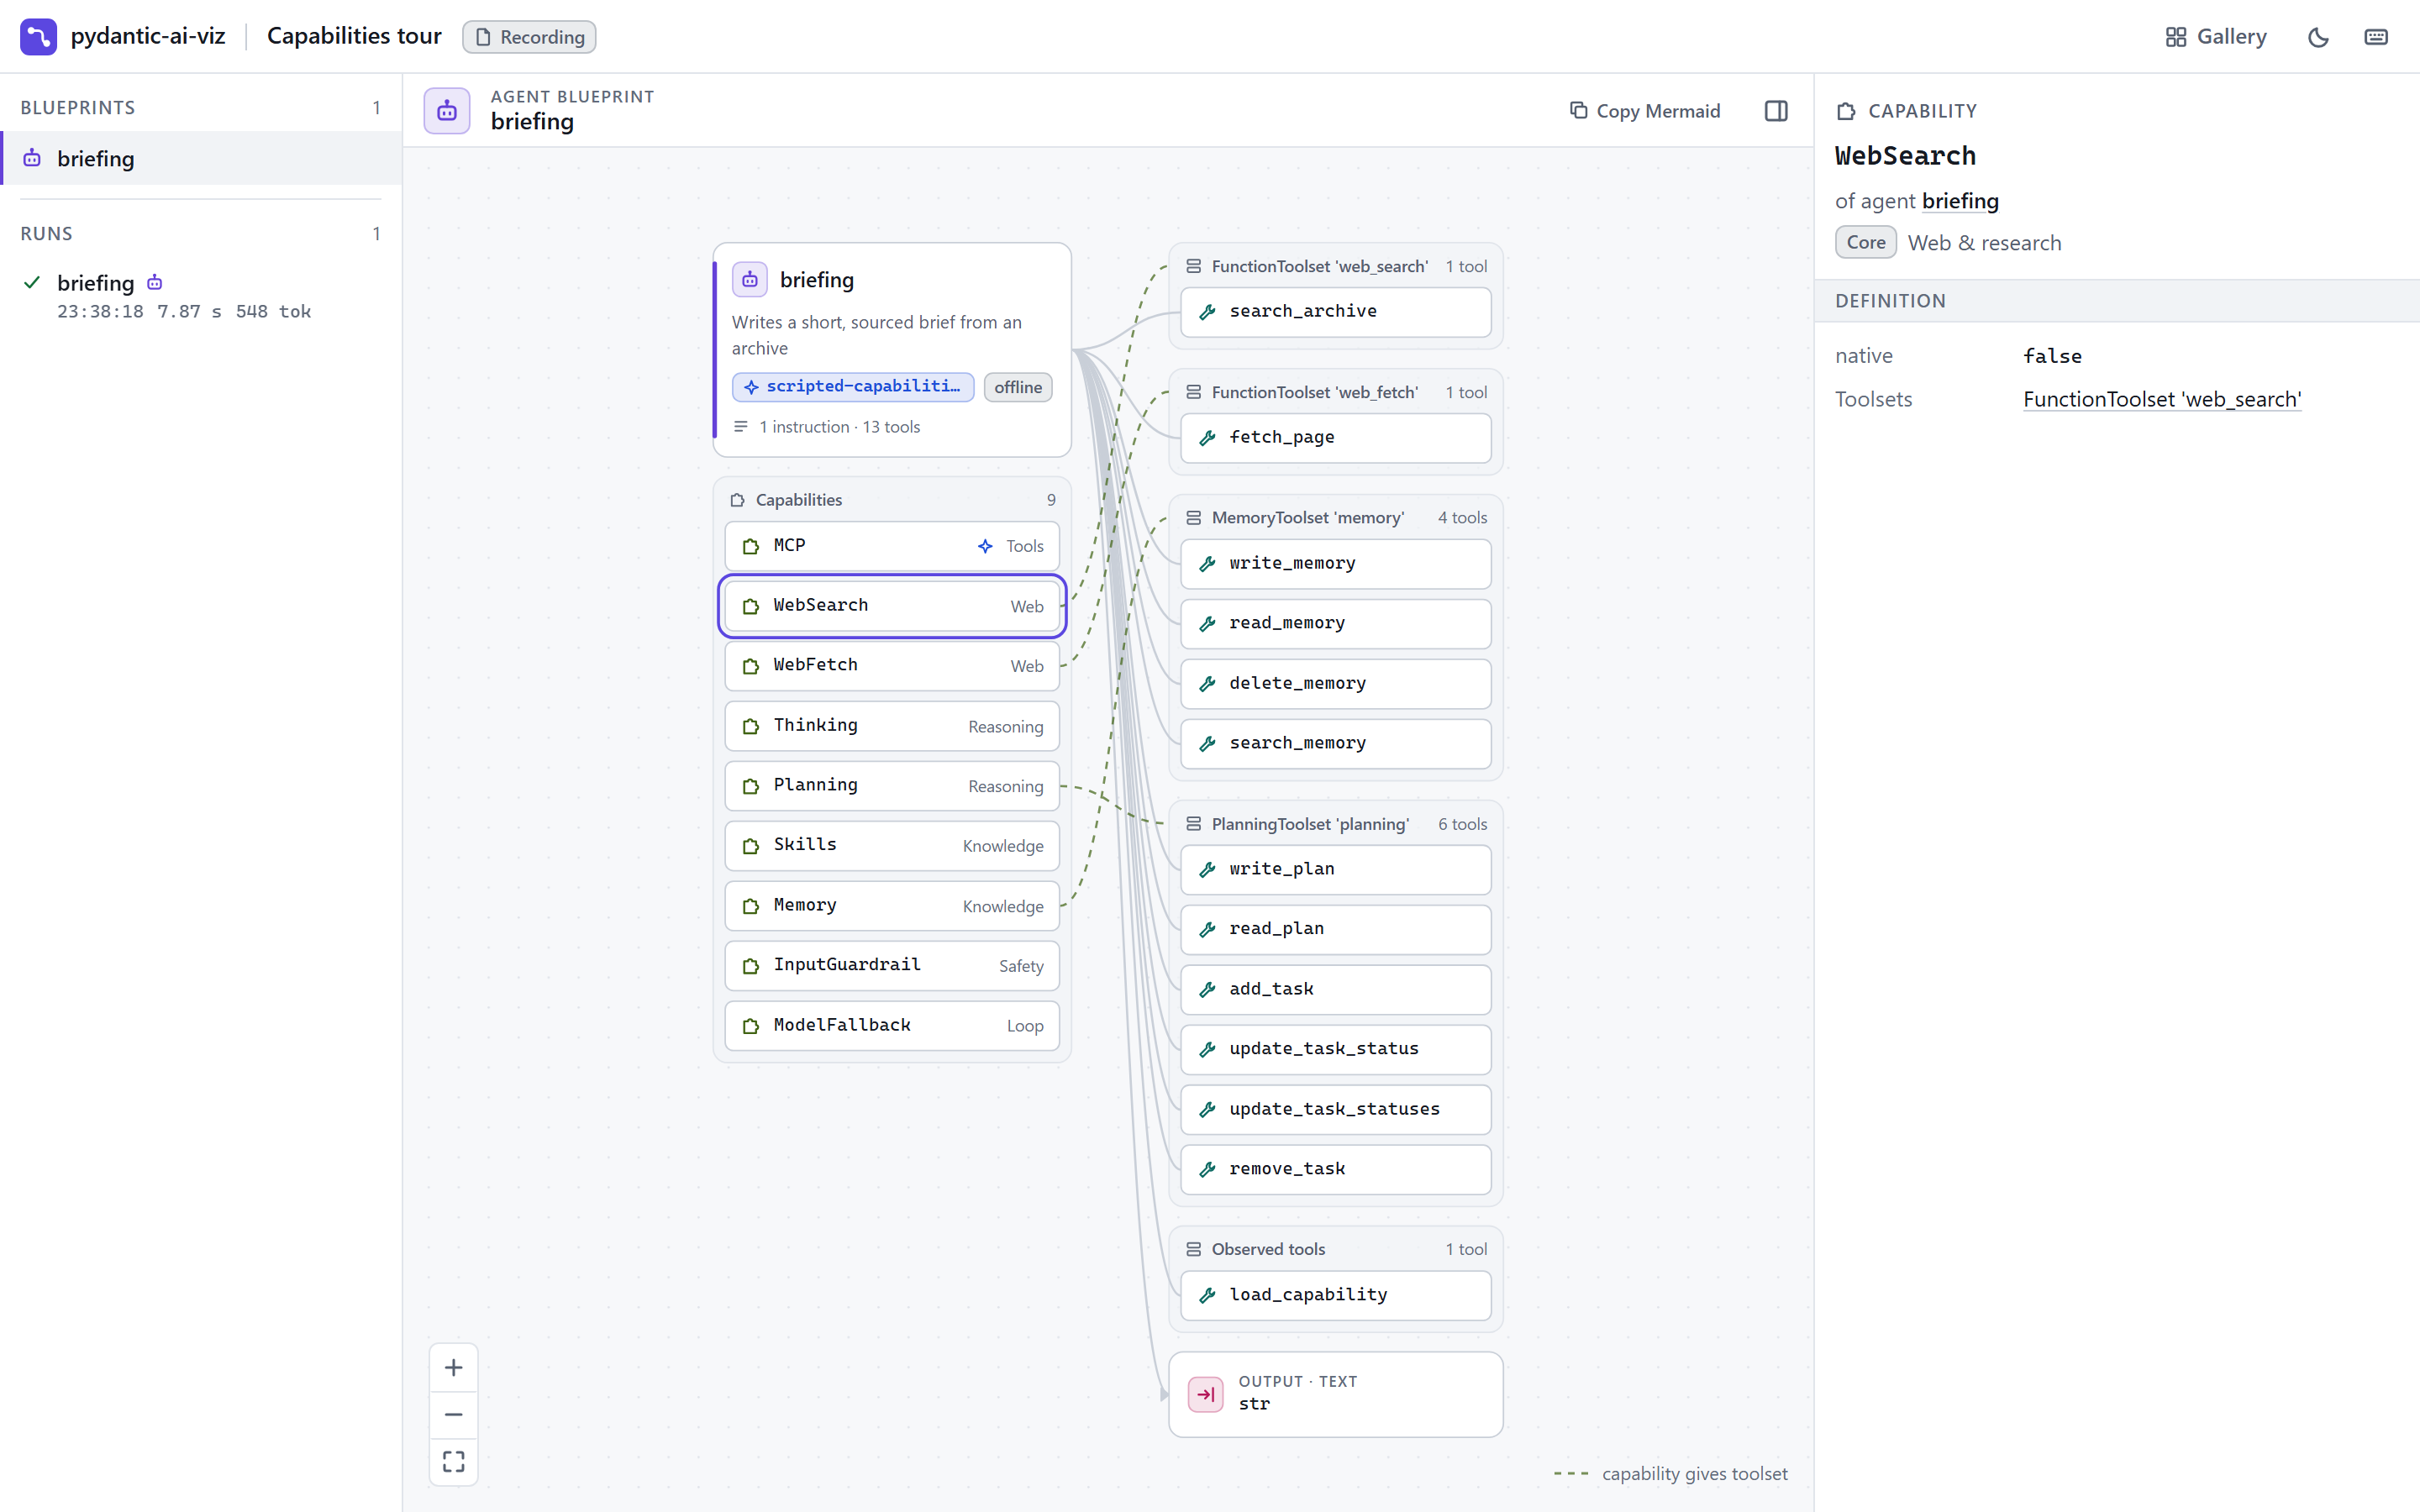 pydantic-ai-viz
Capabilities tour
Recording
Gallery
BLUEPRINTS 1
briefing
RUNS 1
briefing
23:38:18 7.87 s 548 tok
AGENT BLUEPRINT
briefing
Copy Mermaid
briefing
Writes a short, sourced brief from an
archive
scripted-capabiliti…
offline
1 instruction · 13 tools
Capabilities 9
MCP Tools
WebSearch Web
WebFetch Web
Thinking Reasoning
Planning Reasoning
Skills Knowledge
Memory Knowledge
InputGuardrail Safety
ModelFallback Loop
FunctionToolset 'web_search' 1 tool
search_archive
FunctionToolset 'web_fetch' 1 tool
fetch_page
MemoryToolset 'memory' 4 tools
write_memory
read_memory
delete_memory
search_memory
PlanningToolset 'planning' 6 tools
write_plan
read_plan
add_task
update_task_status
update_task_statuses
remove_task
Observed tools 1 tool
load_capability
OUTPUT · TEXT
str
capability gives toolset
CAPABILITY
WebSearch
of agent briefing
Core Web & research
DEFINITION
native false
Toolsets FunctionToolset 'web_search'